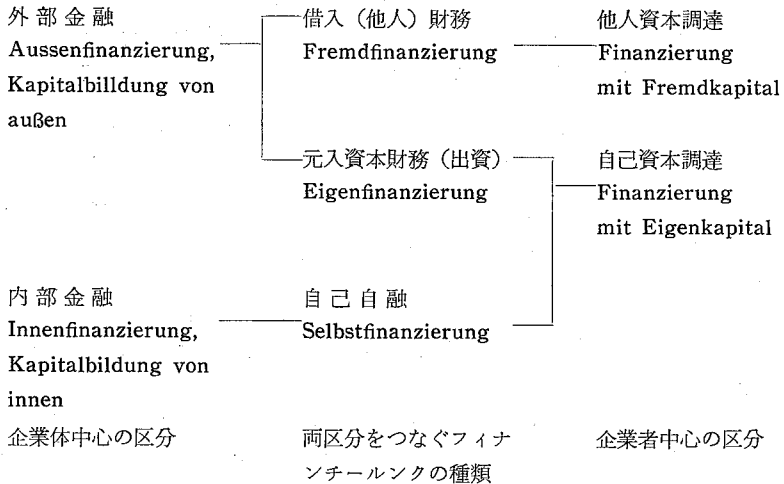 外部金融
Aussenfinanzierung,
Kapitalbilldung von
außen
借入（他人）財務
Fremdfinanzierung
他人資本調達
Finanzierung
mit Fremdkapital
元入資本財務（出資）
Eigenfinanzierung
自己資本調達
Finanzierung
mit Eigenkapital
内部金融
Innenfinanzierung,
Kapitalbildung von
innen
自己自融
Selbstfinanzierung
企業体中心の区分
両区分をつなぐフィナ
ンチールンクの種類
企業者中心の区分